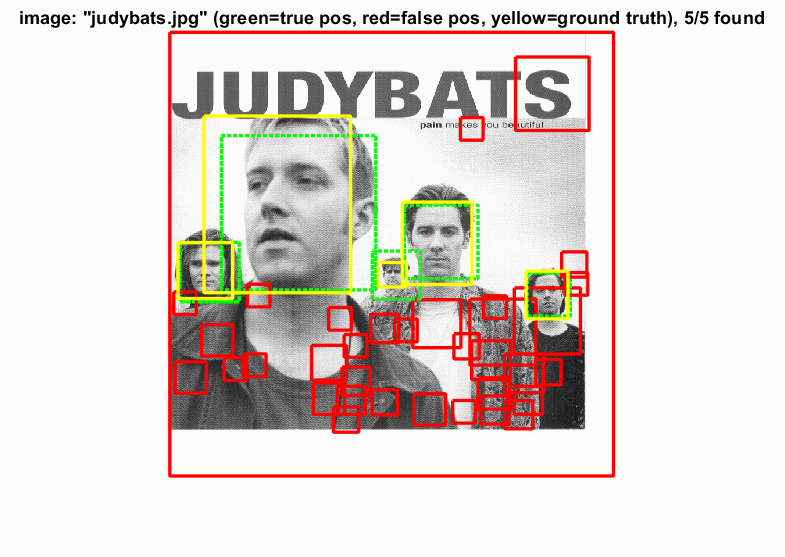 image: "judybats.jpg" (green=true pos, red=false pos, yellow=ground truth), 5/5 found
JUDYBATS
pain makes you beautiful